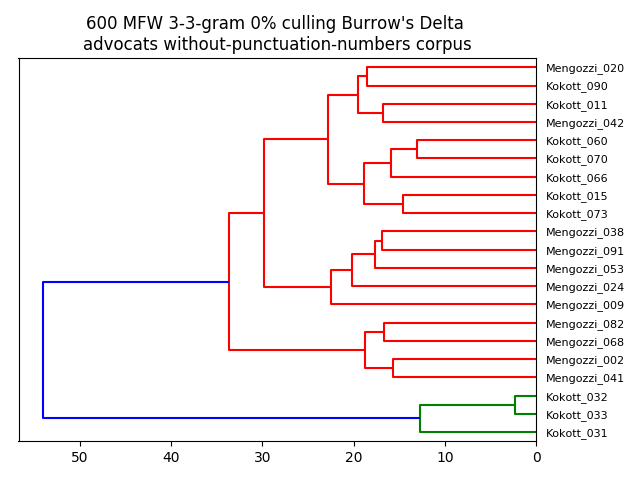 600 MFW 3-3-gram 0% culling Burrow's Delta
advocats without-punctuation-numbers corpus
Mengozzi_020
Kokott_090
Kokott_011
Mengozzi_042
Kokott_060
Kokott_070
Kokott_066
Kokott_015
Kokott_073
Mengozzi_038
Mengozzi_091
Mengozzi_053
Mengozzi_024
Mengozzi_009
Mengozzi_082
Mengozzi_068
Mengozzi_002
Mengozzi_041
Kokott_032
Kokott_033
Kokott_031
50 40 30 20 10 0